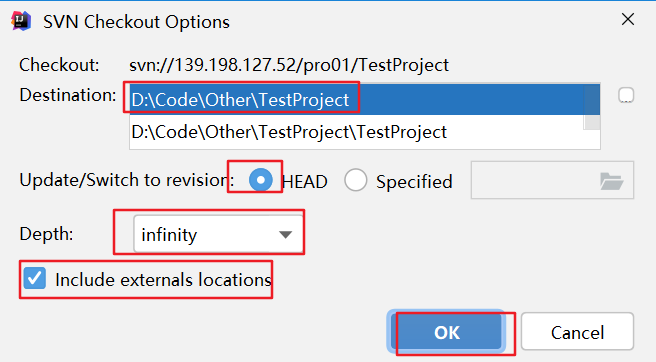 SVN Checkout Options
Checkout: svn://139.198.127.52/pro01/TestProject
Destination: D:\Code\Other\TestProject
D:\Code\Other\TestProject\TestProject
Update/Switch to revision: HEAD Specified
Depth: infinity
Include externals locations
OK Cancel